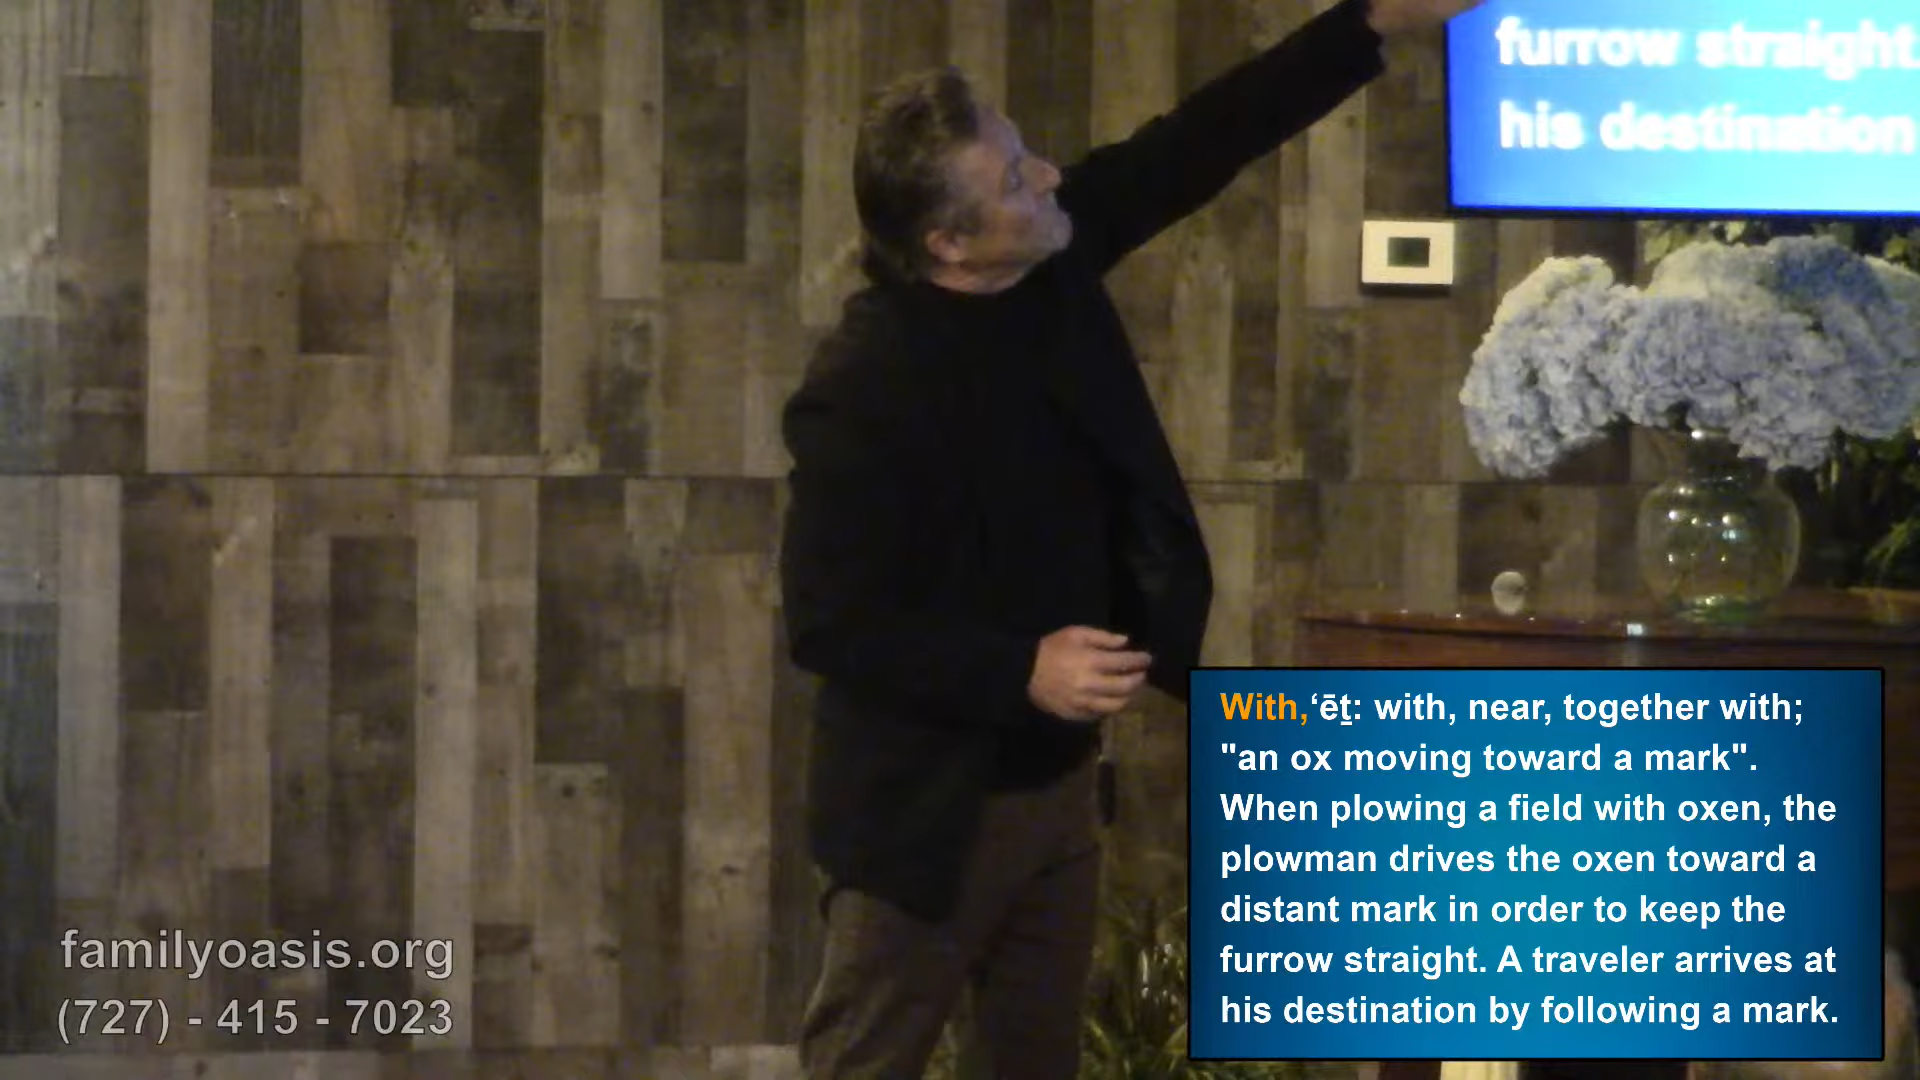 furrow straight.
his destination
With,‘ēṯ: with, near, together with;
"an ox moving toward a mark".
When plowing a field with oxen, the
plowman drives the oxen toward a
distant mark in order to keep the
furrow straight. A traveler arrives at
his destination by following a mark.
familyoasis.org
(727) - 415 - 7023